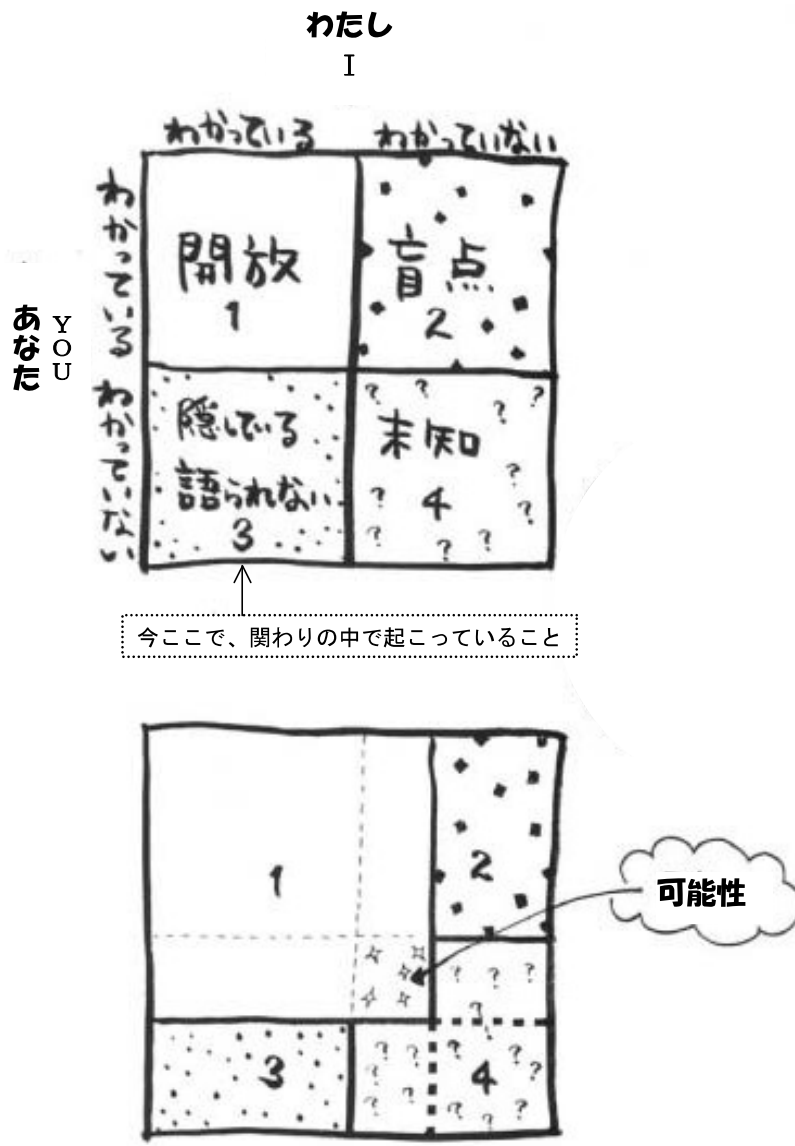 わたし
I
わかっている
わかっていない
わかっている
わかっていない
あなた
YOU
開放
1
盲点
2
隠している
語られない
3
未知
4
? ? ? ? ? ? ? ? ? ?
今ここで、関わりの中で起こっていること
1
2
可能性
3
4
? ? ? ? ? ? ? ? ? ? ? ? ? ? ?